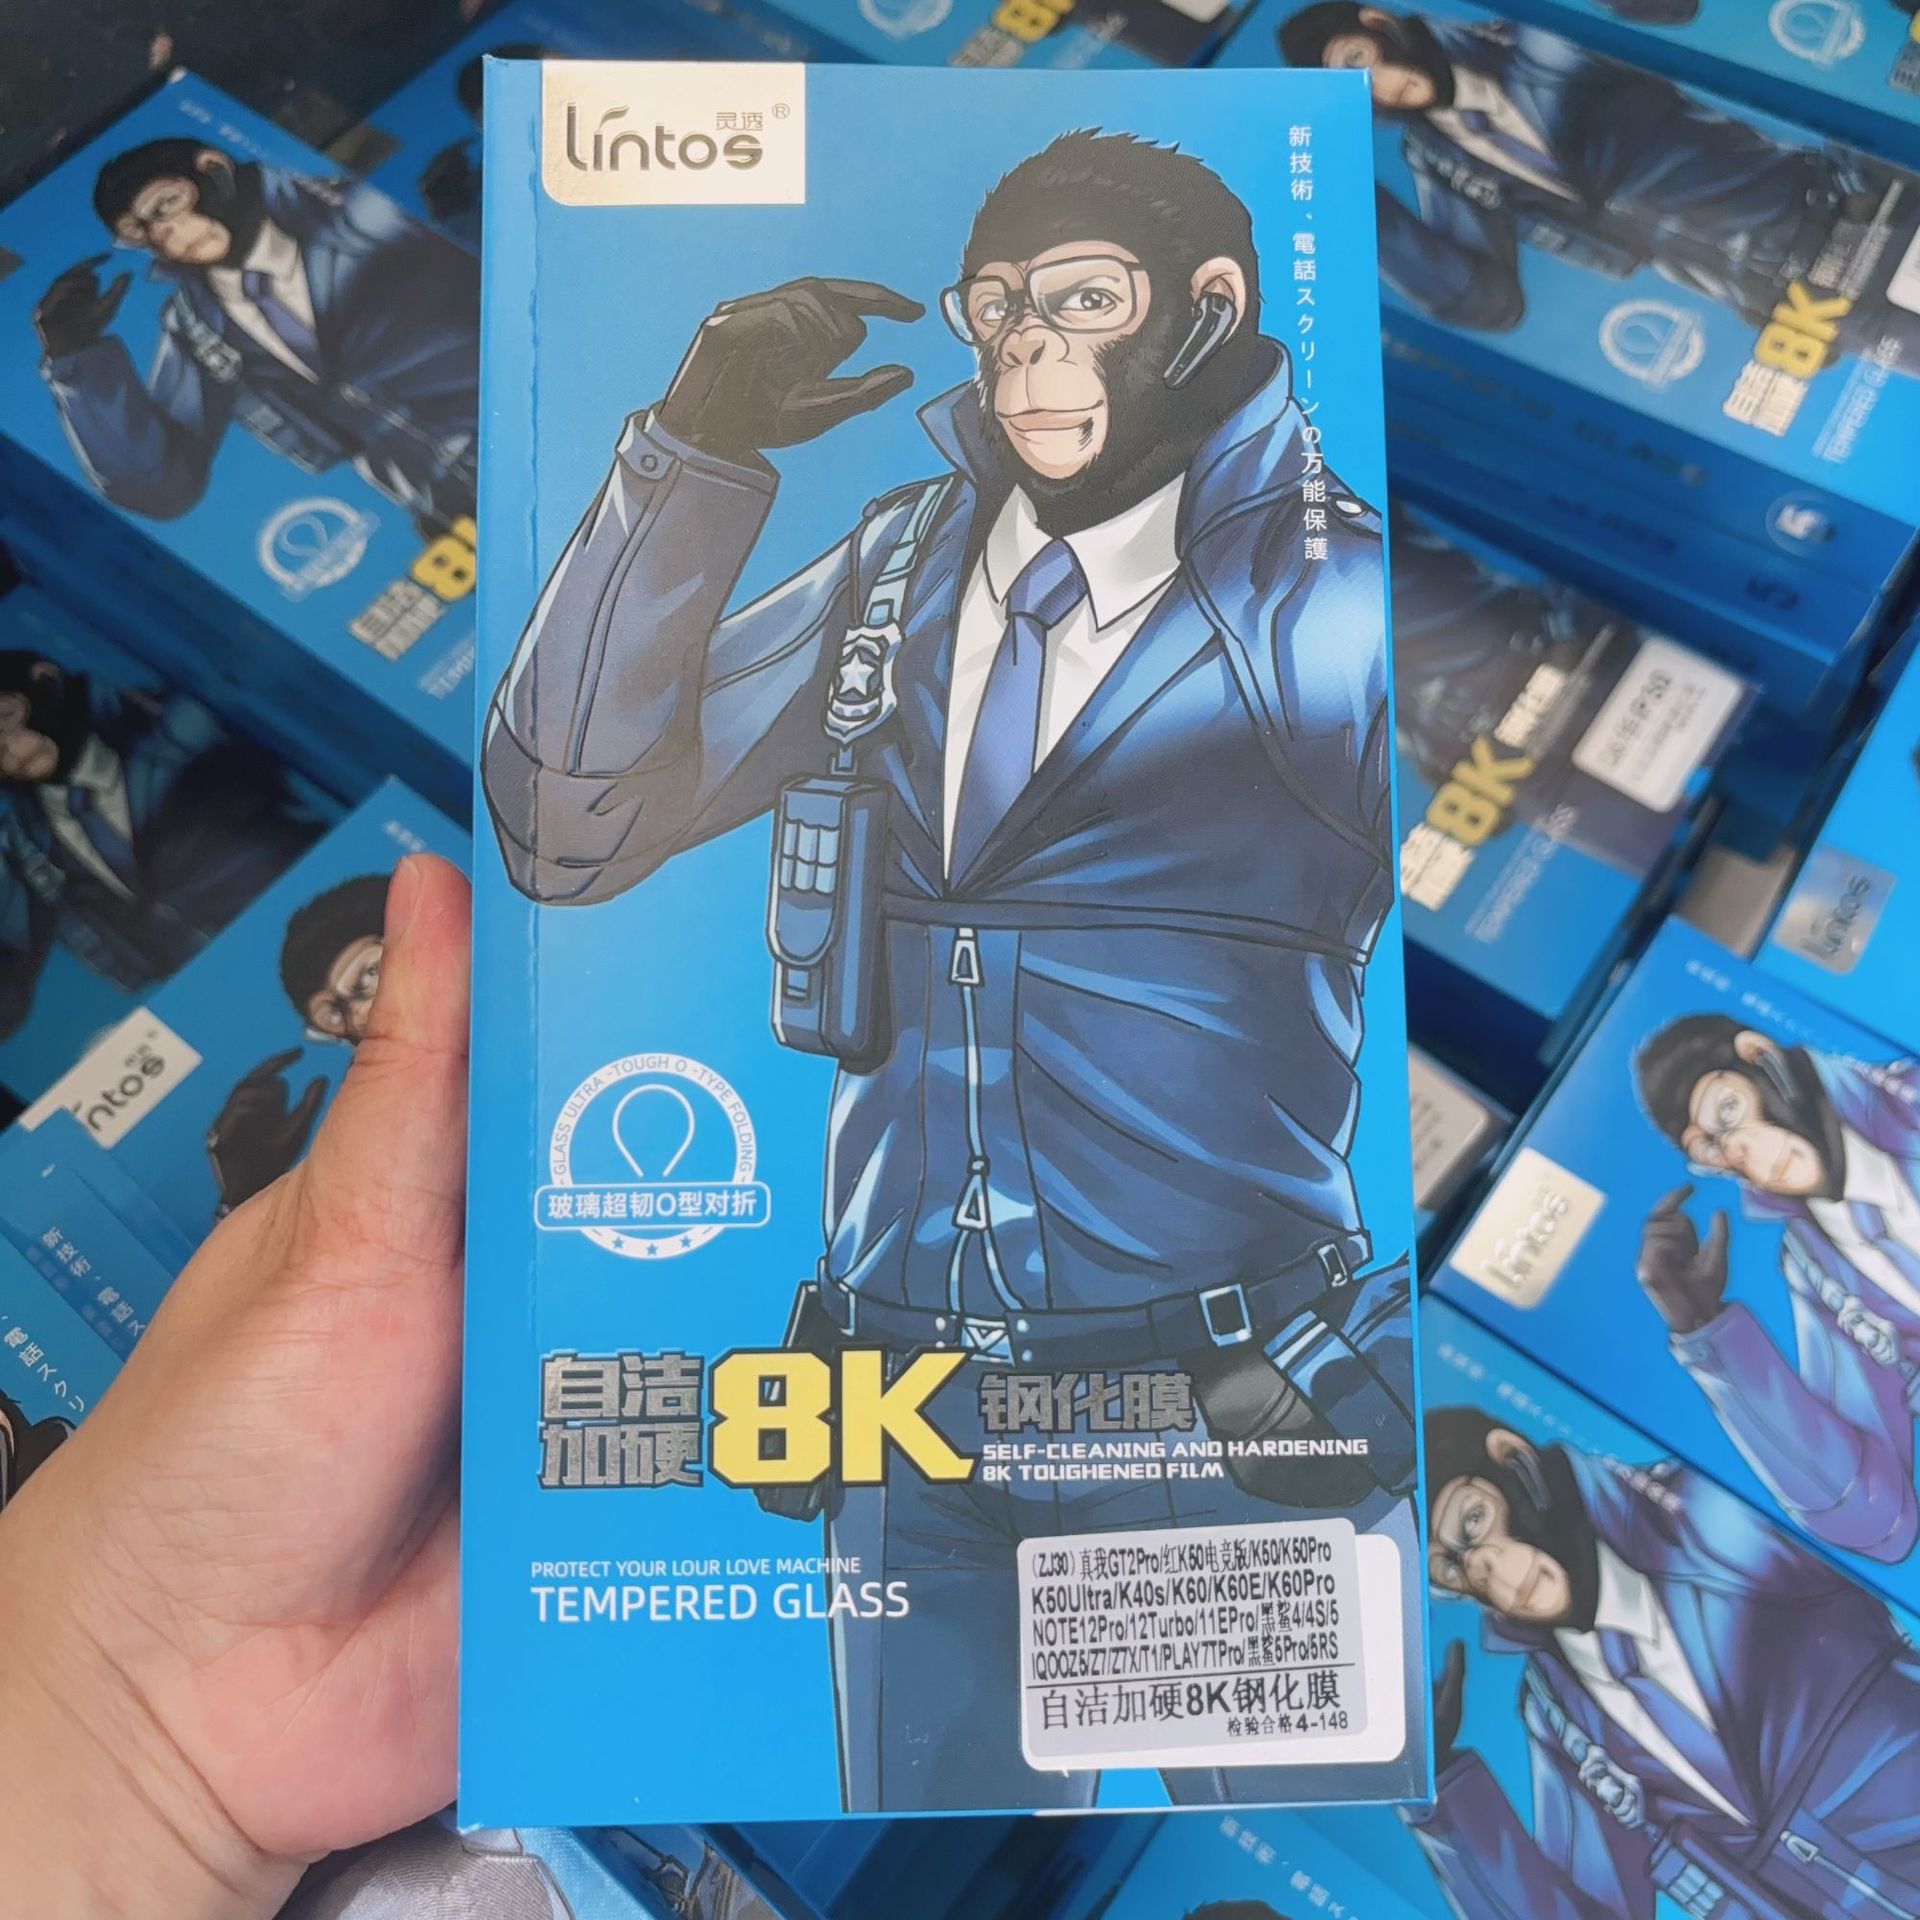 lintos 灵透®
新技術、電話スクリーンの万能保護
GLASS ULTRA-TOUGH O-TYPE FOLDING
玻璃超韧O型对折
自洁
加硬
8K
钢化膜
SELF-CLEANING AND HARDENING
8K TOUGHENED FILM
PROTECT YOUR LOUR LOVE MACHINE
TEMPERED GLASS
(ZJ30)真我GT2Pro/红K50电竞版/K50/K50Pro
K50Ultra/K40s/K60/K60E/K60Pro
NOTE12Pro/12Turbo/11EPro/黑鲨4/4S/5
IQOOZ5/Z7/Z7X/T1/PLAY7TPro/黑鲨5Pro/5RS
自洁加硬8K钢化膜
检验合格4-148